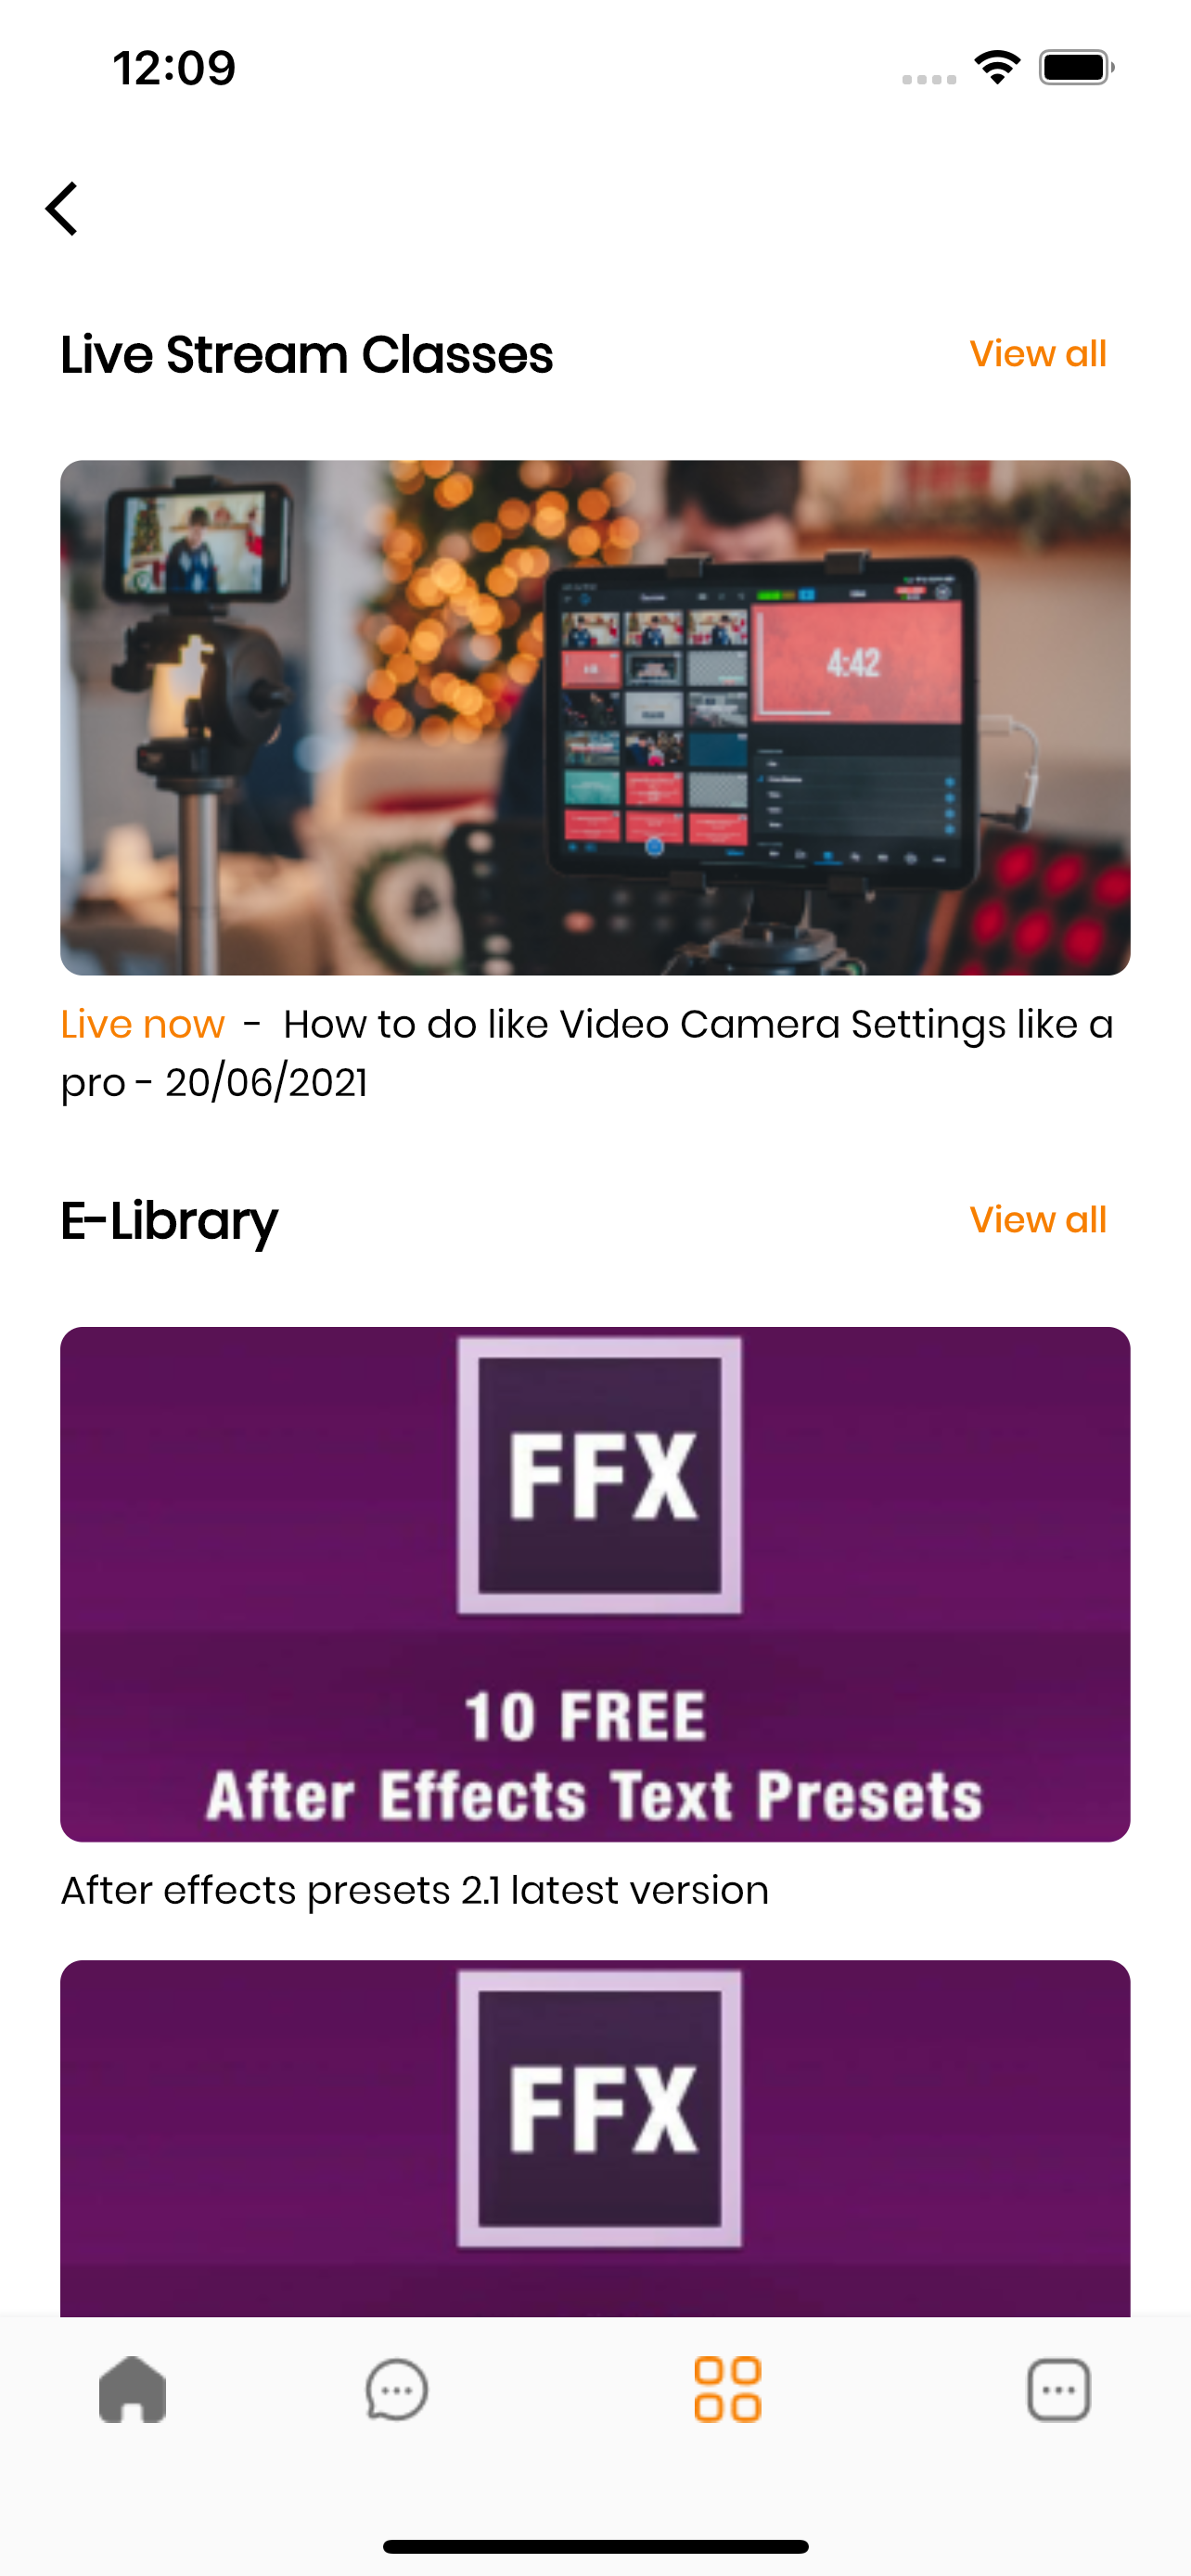 12:09
Live Stream Classes
View all
4:42
Live now - How to do like Video Camera Settings like a
pro - 20/06/2021
E-Library
View all
FFX
10 FREE
After Effects Text Presets
After effects presets 2.1 latest version
FFX